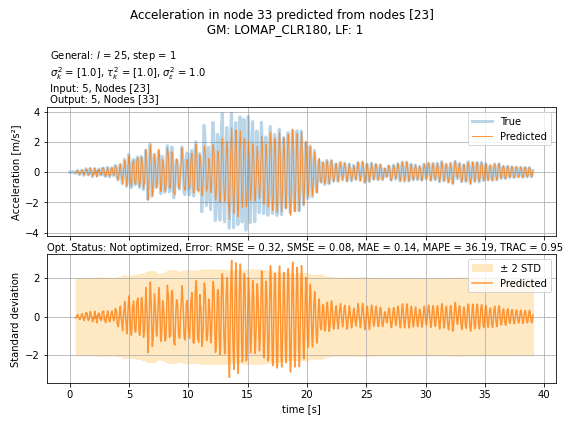 Acceleration in node 33 predicted from nodes [23]
GM: LOMAP_CLR180, LF: 1
General: l = 25, step = 1
σ²ₖ = [1.0], τ²ₖ = [1.0], σ²ε = 1.0
Input: 5, Nodes [23]
Output: 5, Nodes [33]
4
2
0
−2
−4
Acceleration [m/s²]
True
Predicted
Opt. Status: Not optimized, Error: RMSE = 0.32, SMSE = 0.08, MAE = 0.14, MAPE = 36.19, TRAC = 0.95
2
0
−2
Standard deviation
± 2 STD
Predicted
0 5 10 15 20 25 30 35 40
time [s]